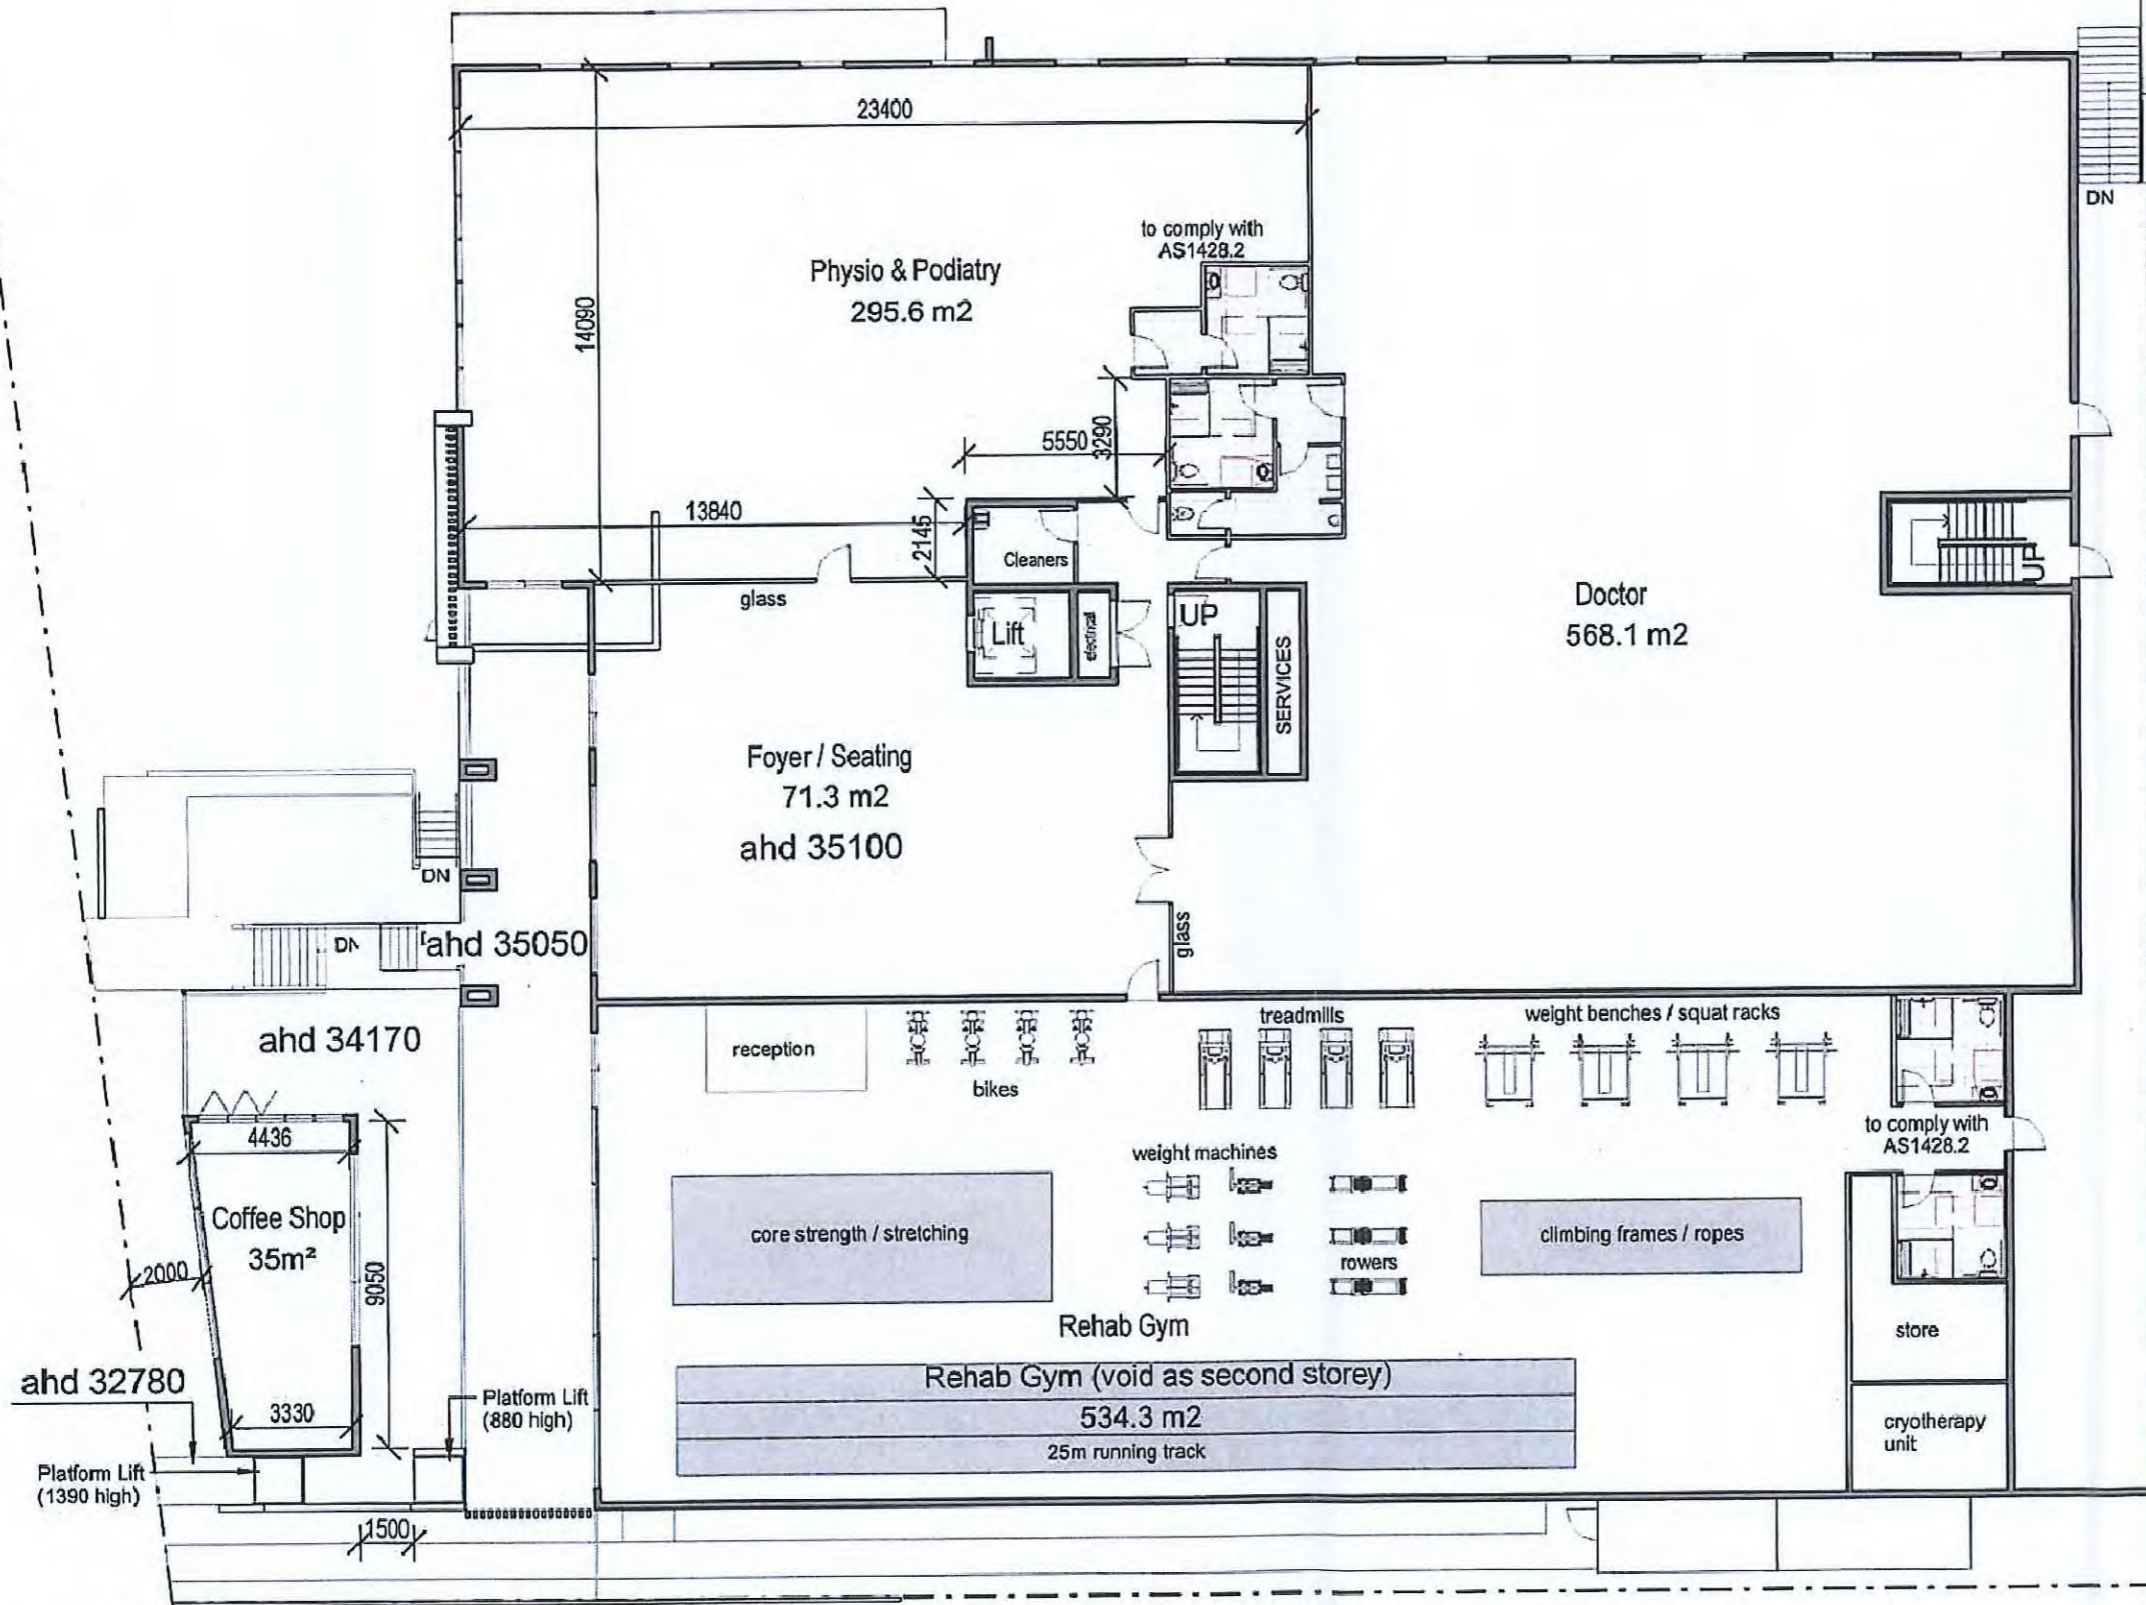 23400
DN
to comply with
AS1428.2
Physio & Podiatry
295.6 m2
14090
5550
3290
13840
2145
Cleaners
glass
Lift
electrical
UP
SERVICES
UP
Doctor
568.1 m2
Foyer / Seating
71.3 m2
ahd 35100
DN
DN
ahd 35050
glass
ahd 34170
reception
bikes
treadmills
weight benches / squat racks
to comply with
AS1428.2
4436
weight machines
Coffee Shop
35m²
core strength / stretching
climbing frames / ropes
rowers
2000
9050
Rehab Gym
store
ahd 32780
Rehab Gym (void as second storey)
Platform Lift
(880 high)
3330
534.3 m2
cryotherapy
unit
25m running track
Platform Lift
(1390 high)
1500